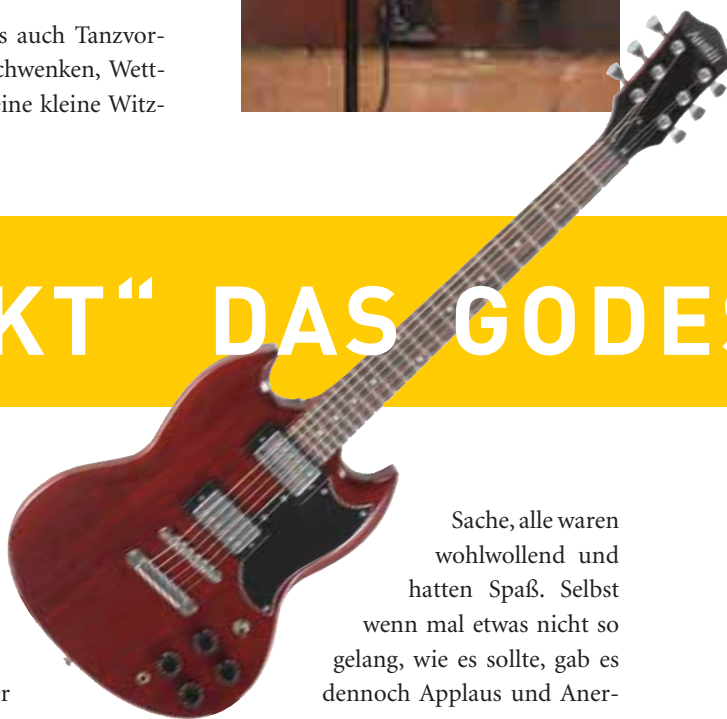 s auch Tanzvor-
chwenken, Wett-
eine kleine Witz-
KT“ DAS GODES
Sache, alle waren
wohlwollend und
hatten Spaß. Selbst
wenn mal etwas nicht so
gelang, wie es sollte, gab es
r
dennoch Applaus und Aner-